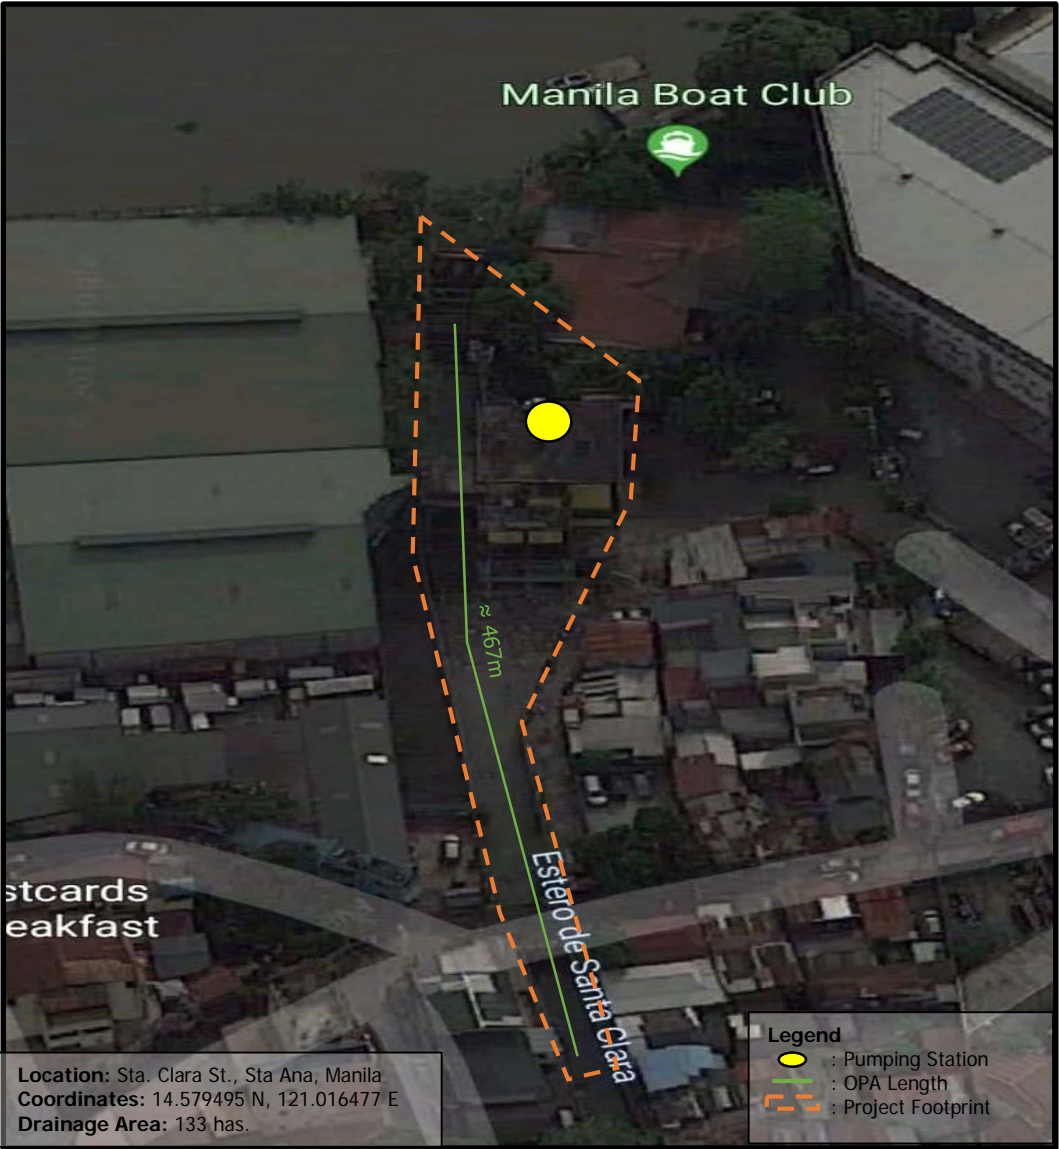 Manila Boat Club
≈ 467m
Estero de Santa Clara
stcards
eakfast
Location: Sta. Clara St., Sta Ana, Manila
Coordinates: 14.579495 N, 121.016477 E
Drainage Area: 133 has.
Legend
: Pumping Station
: OPA Length
: Project Footprint